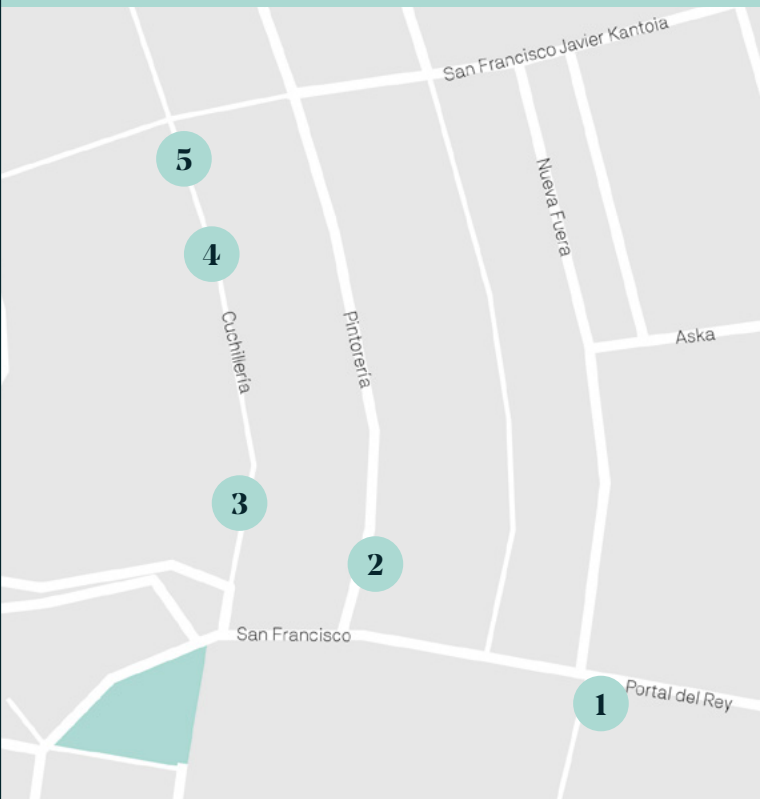 San Francisco Javier Kantoia
5
Nueva Fuera
4
Cuchillería
Pintorería
Aska
3
2
San Francisco
Portal del Rey
1